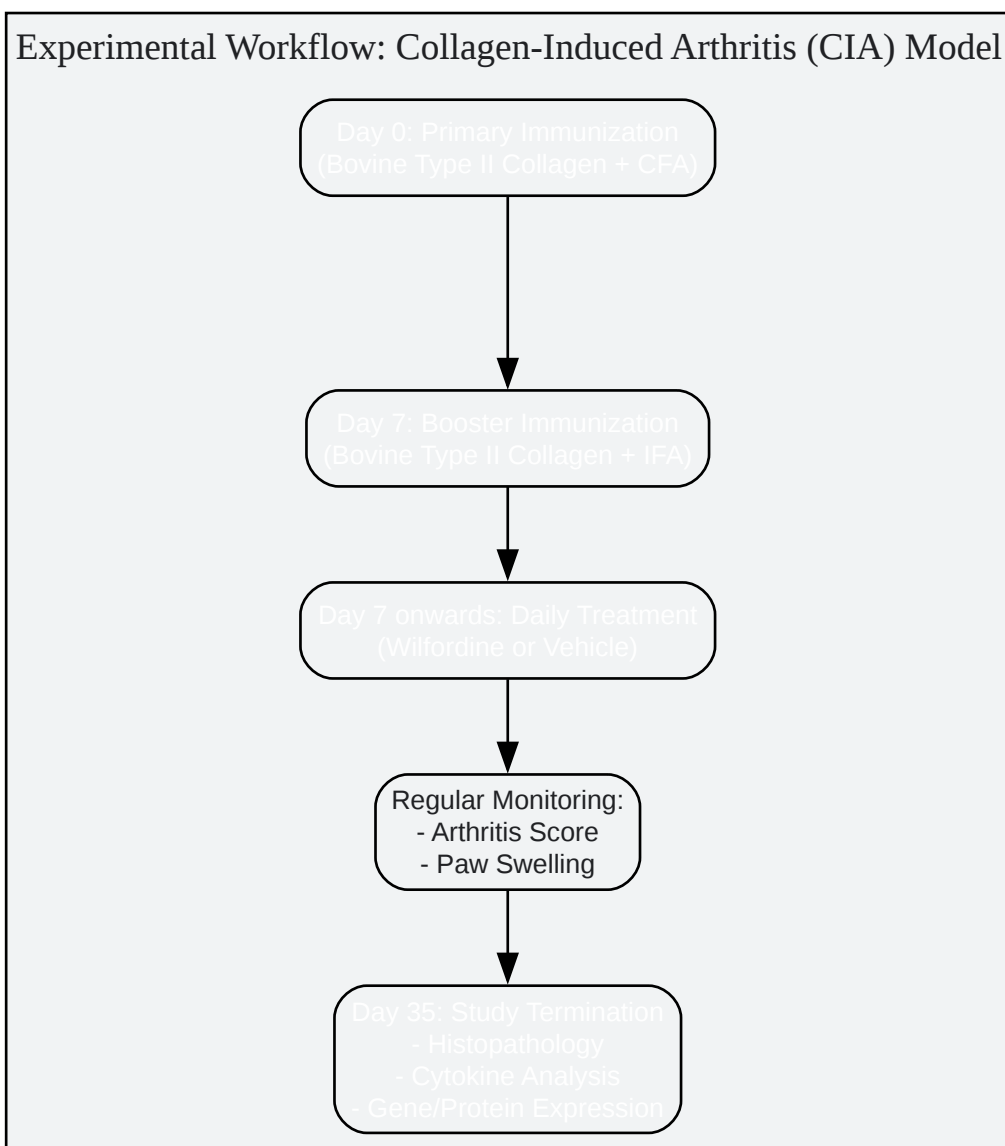 Experimental Workflow: Collagen-Induced Arthritis (CIA) Model
Day 0: Primary Immunization
(Bovine Type II Collagen + CFA)
Day 7: Booster Immunization
(Bovine Type II Collagen + IFA)
Day 7 onwards: Daily Treatment
(Wilfordine or Vehicle)
Regular Monitoring:
- Arthritis Score
- Paw Swelling
Day 35: Study Termination
- Histopathology
- Cytokine Analysis
- Gene/Protein Expression